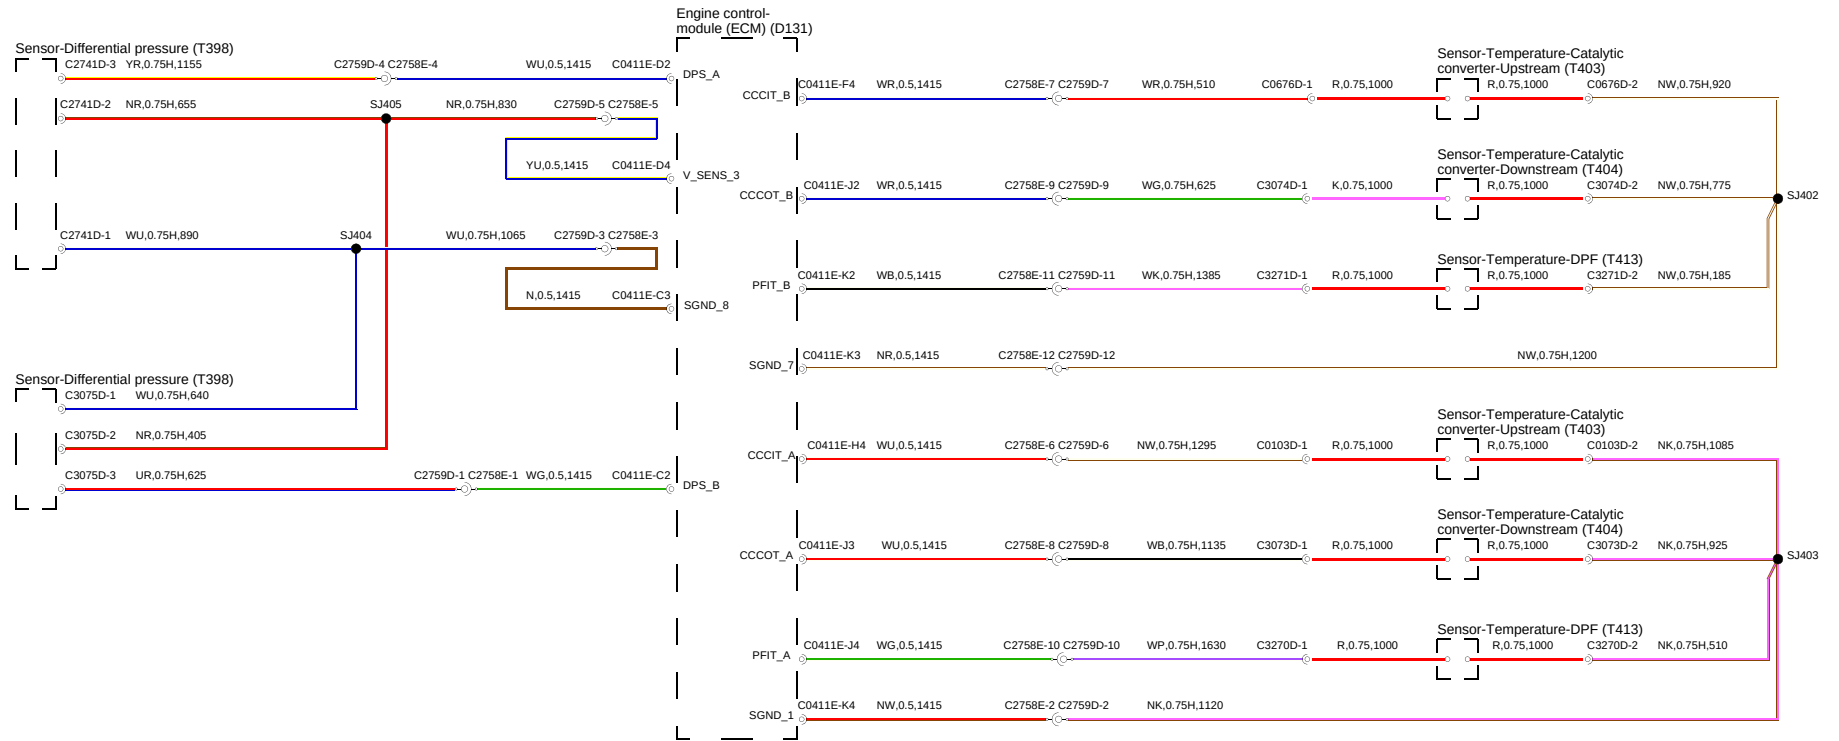 Engine control-
module (ECM) (D131)
Sensor-Differential pressure (T398)
C2741D-3 YR,0.75H,1155 C2759D-4 C2758E-4 WU,0.5,1415 C0411E-D2 DPS_A
C2741D-2 NR,0.75H,655 SJ405 NR,0.75H,830 C2759D-5 C2758E-5
YU,0.5,1415 C0411E-D4 V_SENS_3
C2741D-1 WU,0.75H,890 SJ404 WU,0.75H,1065 C2759D-3 C2758E-3
N,0.5,1415 C0411E-C3 SGND_8
Sensor-Differential pressure (T398)
C3075D-1 WU,0.75H,640
C3075D-2 NR,0.75H,405
C3075D-3 UR,0.75H,625 C2759D-1 C2758E-1 WG,0.5,1415 C0411E-C2 DPS_B
Sensor-Temperature-Catalytic
converter-Upstream (T403)
CCCIT_B C0411E-F4 WR,0.5,1415 C2758E-7 C2759D-7 WR,0.75H,510 C0676D-1 R,0.75,1000 R,0.75,1000 C0676D-2 NW,0.75H,920
Sensor-Temperature-Catalytic
converter-Downstream (T404)
CCCOT_B C0411E-J2 WR,0.5,1415 C2758E-9 C2759D-9 WG,0.75H,625 C3074D-1 K,0.75,1000 R,0.75,1000 C3074D-2 NW,0.75H,775 SJ402
Sensor-Temperature-DPF (T413)
PFIT_B C0411E-K2 WB,0.5,1415 C2758E-11 C2759D-11 WK,0.75H,1385 C3271D-1 R,0.75,1000 R,0.75,1000 C3271D-2 NW,0.75H,185
SGND_7 C0411E-K3 NR,0.5,1415 C2758E-12 C2759D-12 NW,0.75H,1200
Sensor-Temperature-Catalytic
converter-Upstream (T403)
CCCIT_A C0411E-H4 WU,0.5,1415 C2758E-6 C2759D-6 NW,0.75H,1295 C0103D-1 R,0.75,1000 R,0.75,1000 C0103D-2 NK,0.75H,1085
Sensor-Temperature-Catalytic
converter-Downstream (T404)
CCCOT_A C0411E-J3 WU,0.5,1415 C2758E-8 C2759D-8 WB,0.75H,1135 C3073D-1 R,0.75,1000 R,0.75,1000 C3073D-2 NK,0.75H,925 SJ403
Sensor-Temperature-DPF (T413)
PFIT_A C0411E-J4 WG,0.5,1415 C2758E-10 C2759D-10 WP,0.75H,1630 C3270D-1 R,0.75,1000 R,0.75,1000 C3270D-2 NK,0.75H,510
SGND_1 C0411E-K4 NW,0.5,1415 C2758E-2 C2759D-2 NK,0.75H,1120